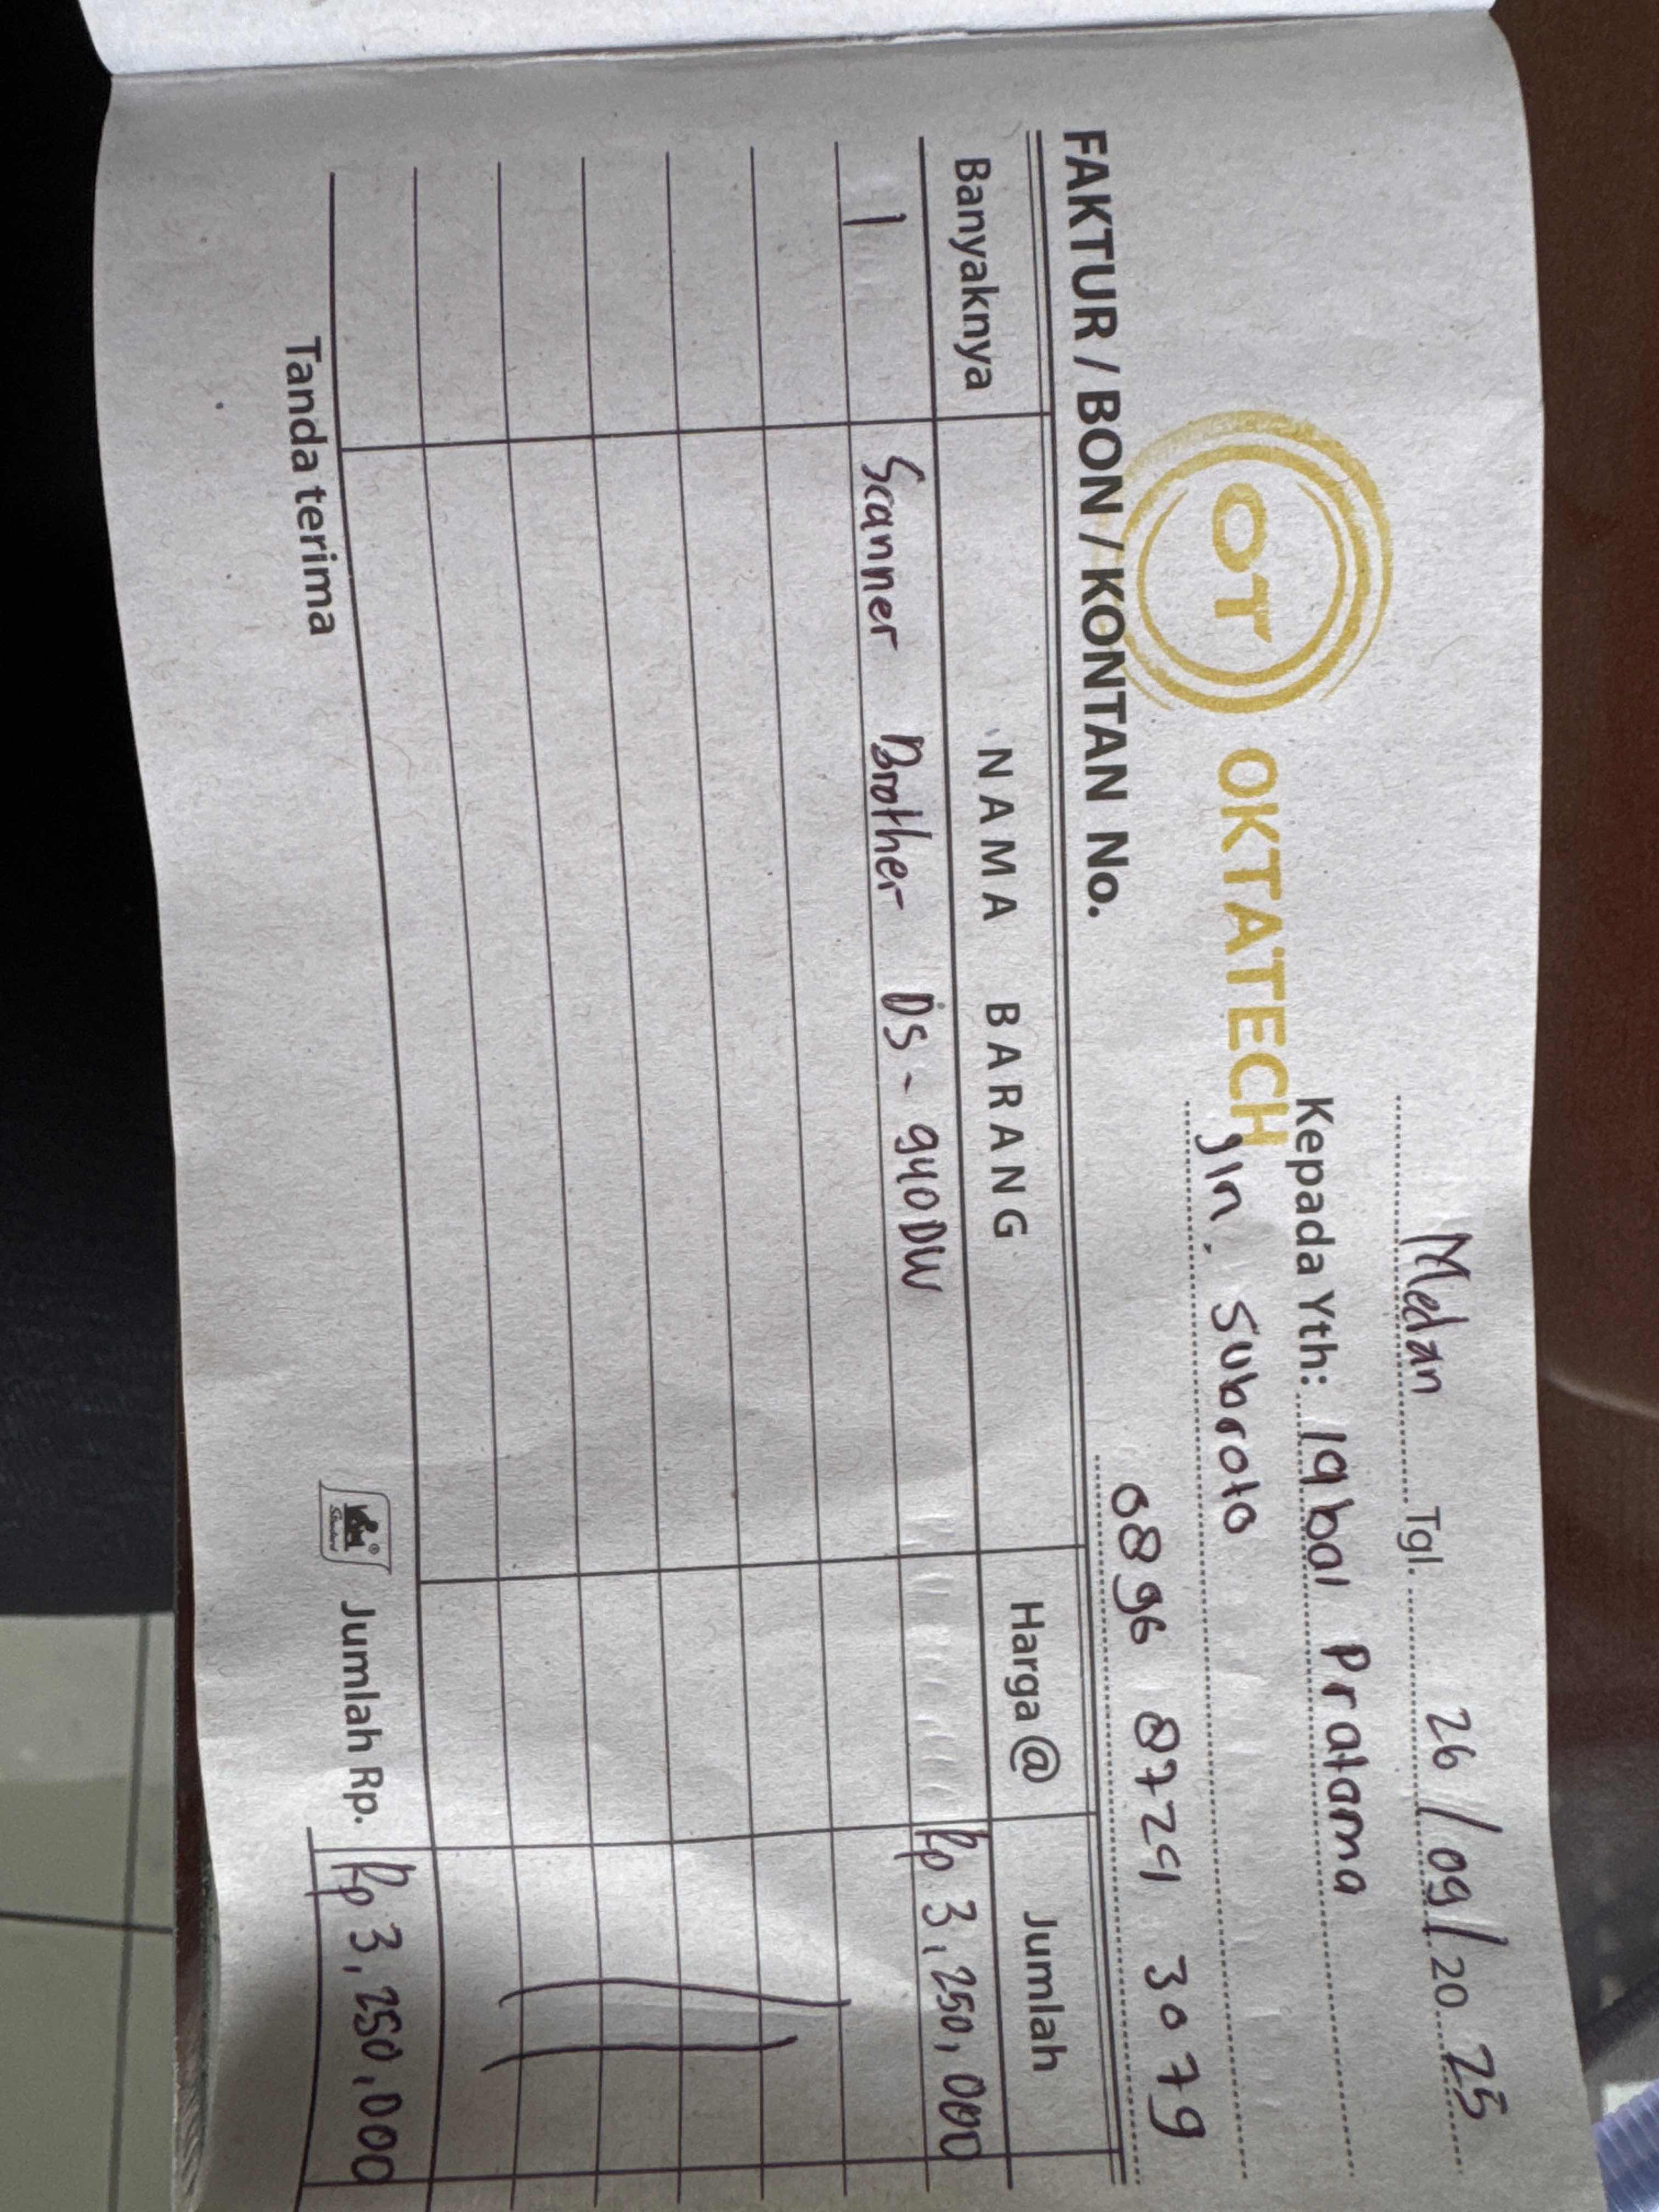 Medan Tgl. 26/09/2025
OT OKTATECH
Kepada Yth: Iqbal Pratama
Jln. Subroto
0896 8729 3079
FAKTUR / BON / KONTAN No.
Banyaknya NAMA BARANG Harga @ Jumlah
1 Scanner Brother DS-940DW Rp 3,250,000
Tanda terima Jumlah Rp. Rp 3,250,000